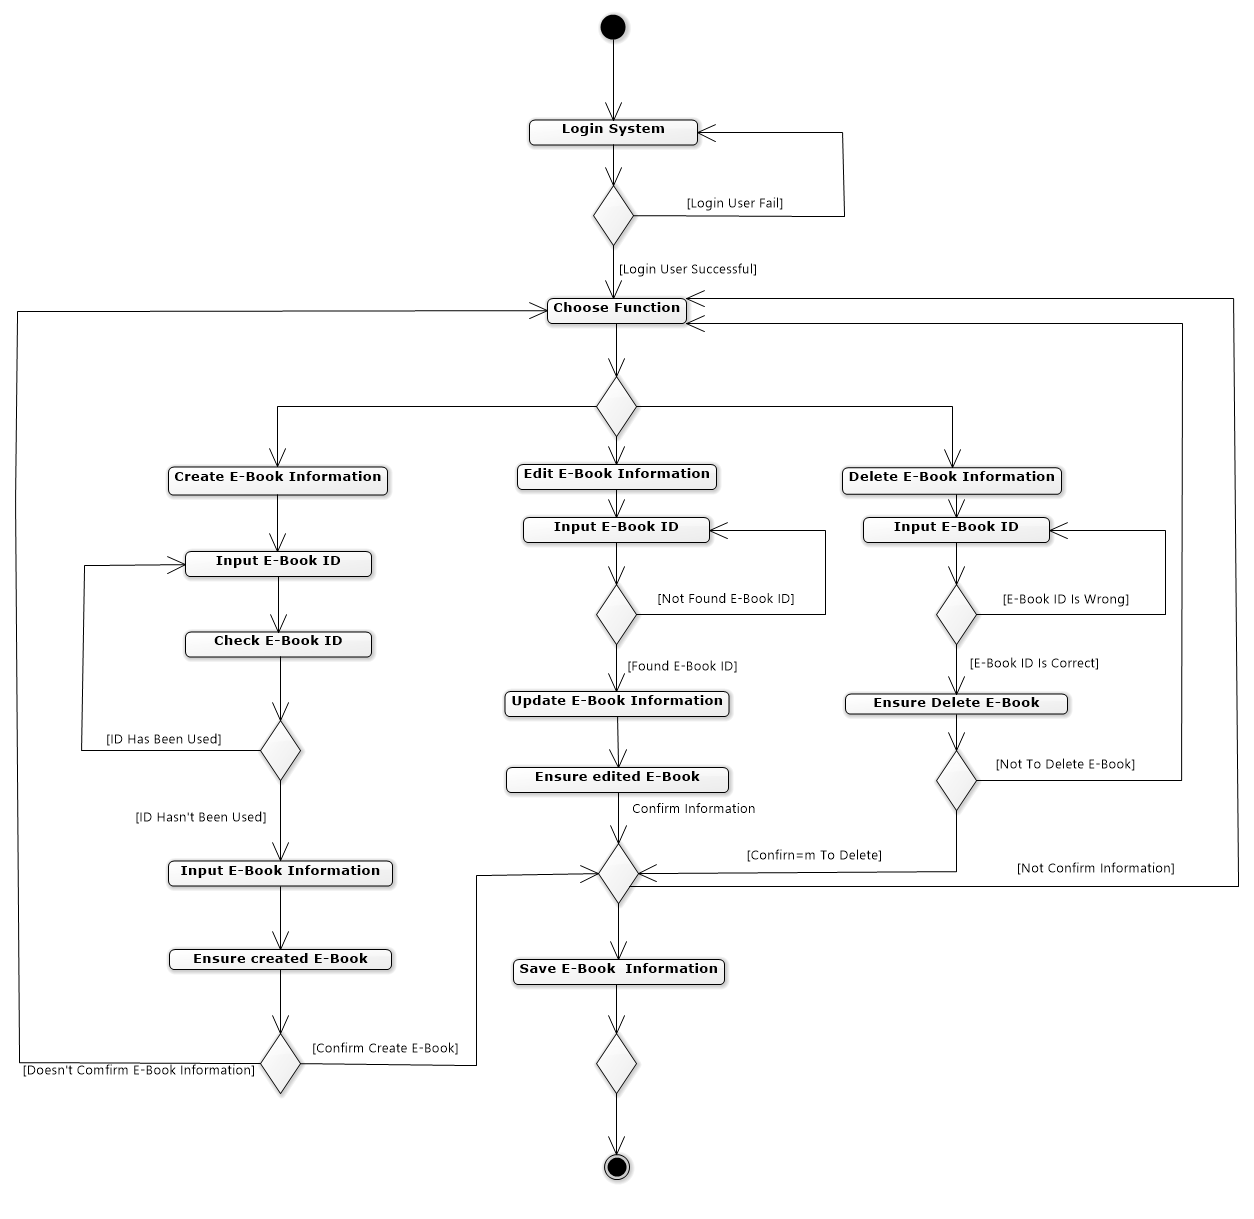 Login System
[Login User Fail]
[Login User Successful]
Choose Function
Create E-Book Information
Edit E-Book Information
Delete E-Book Information
Input E-Book ID
Input E-Book ID
Input E-Book ID
[Not Found E-Book ID]
[E-Book ID Is Wrong]
Check E-Book ID
[Found E-Book ID]
[E-Book ID Is Correct]
Update E-Book Information
Ensure Delete E-Book
[ID Has Been Used]
Ensure edited E-Book
[Not To Delete E-Book]
Confirm Information
[ID Hasn't Been Used]
[Confirn=m To Delete]
[Not Confirm Information]
Input E-Book Information
Ensure created E-Book
Save E-Book  Information
[Confirm Create E-Book]
[Doesn't Comfirm E-Book Information]